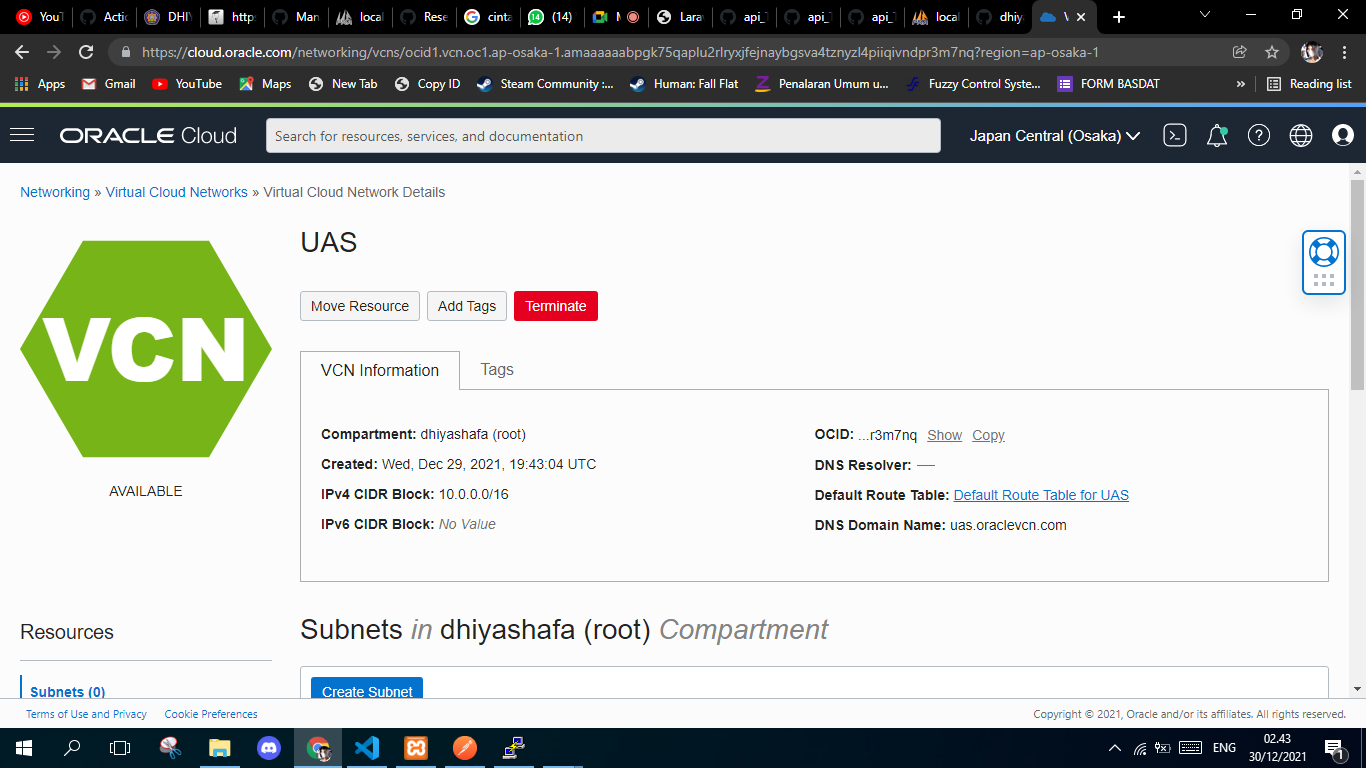 YouT Actic DHIY https Man local Rese cinta (14) M Larav api_T api_T api_T local dhiya V
https://cloud.oracle.com/networking/vcns/ocid1.vcn.oc1.ap-osaka-1.amaaaaaabpgk75qaplu2rlryxjfejnaybgsva4tznyzl4piiqivndpr3m7nq?region=ap-osaka-1
Apps Gmail YouTube Maps New Tab Copy ID Steam Community :... Human: Fall Flat Penalaran Umum u... Fuzzy Control Syste... FORM BASDAT » Reading list
ORACLE Cloud Search for resources, services, and documentation Japan Central (Osaka)
Networking » Virtual Cloud Networks » Virtual Cloud Network Details
VCN
AVAILABLE
UAS
Move Resource Add Tags Terminate
VCN Information Tags
Compartment: dhiyashafa (root)
Created: Wed, Dec 29, 2021, 19:43:04 UTC
IPv4 CIDR Block: 10.0.0.0/16
IPv6 CIDR Block: No Value
OCID: ...r3m7nq Show Copy
DNS Resolver: —
Default Route Table: Default Route Table for UAS
DNS Domain Name: uas.oraclevcn.com
Resources
Subnets (0)
Subnets in dhiyashafa (root) Compartment
Create Subnet
Terms of Use and Privacy Cookie Preferences Copyright © 2021, Oracle and/or its affiliates. All rights reserved.
ENG 02.43
30/12/2021
1